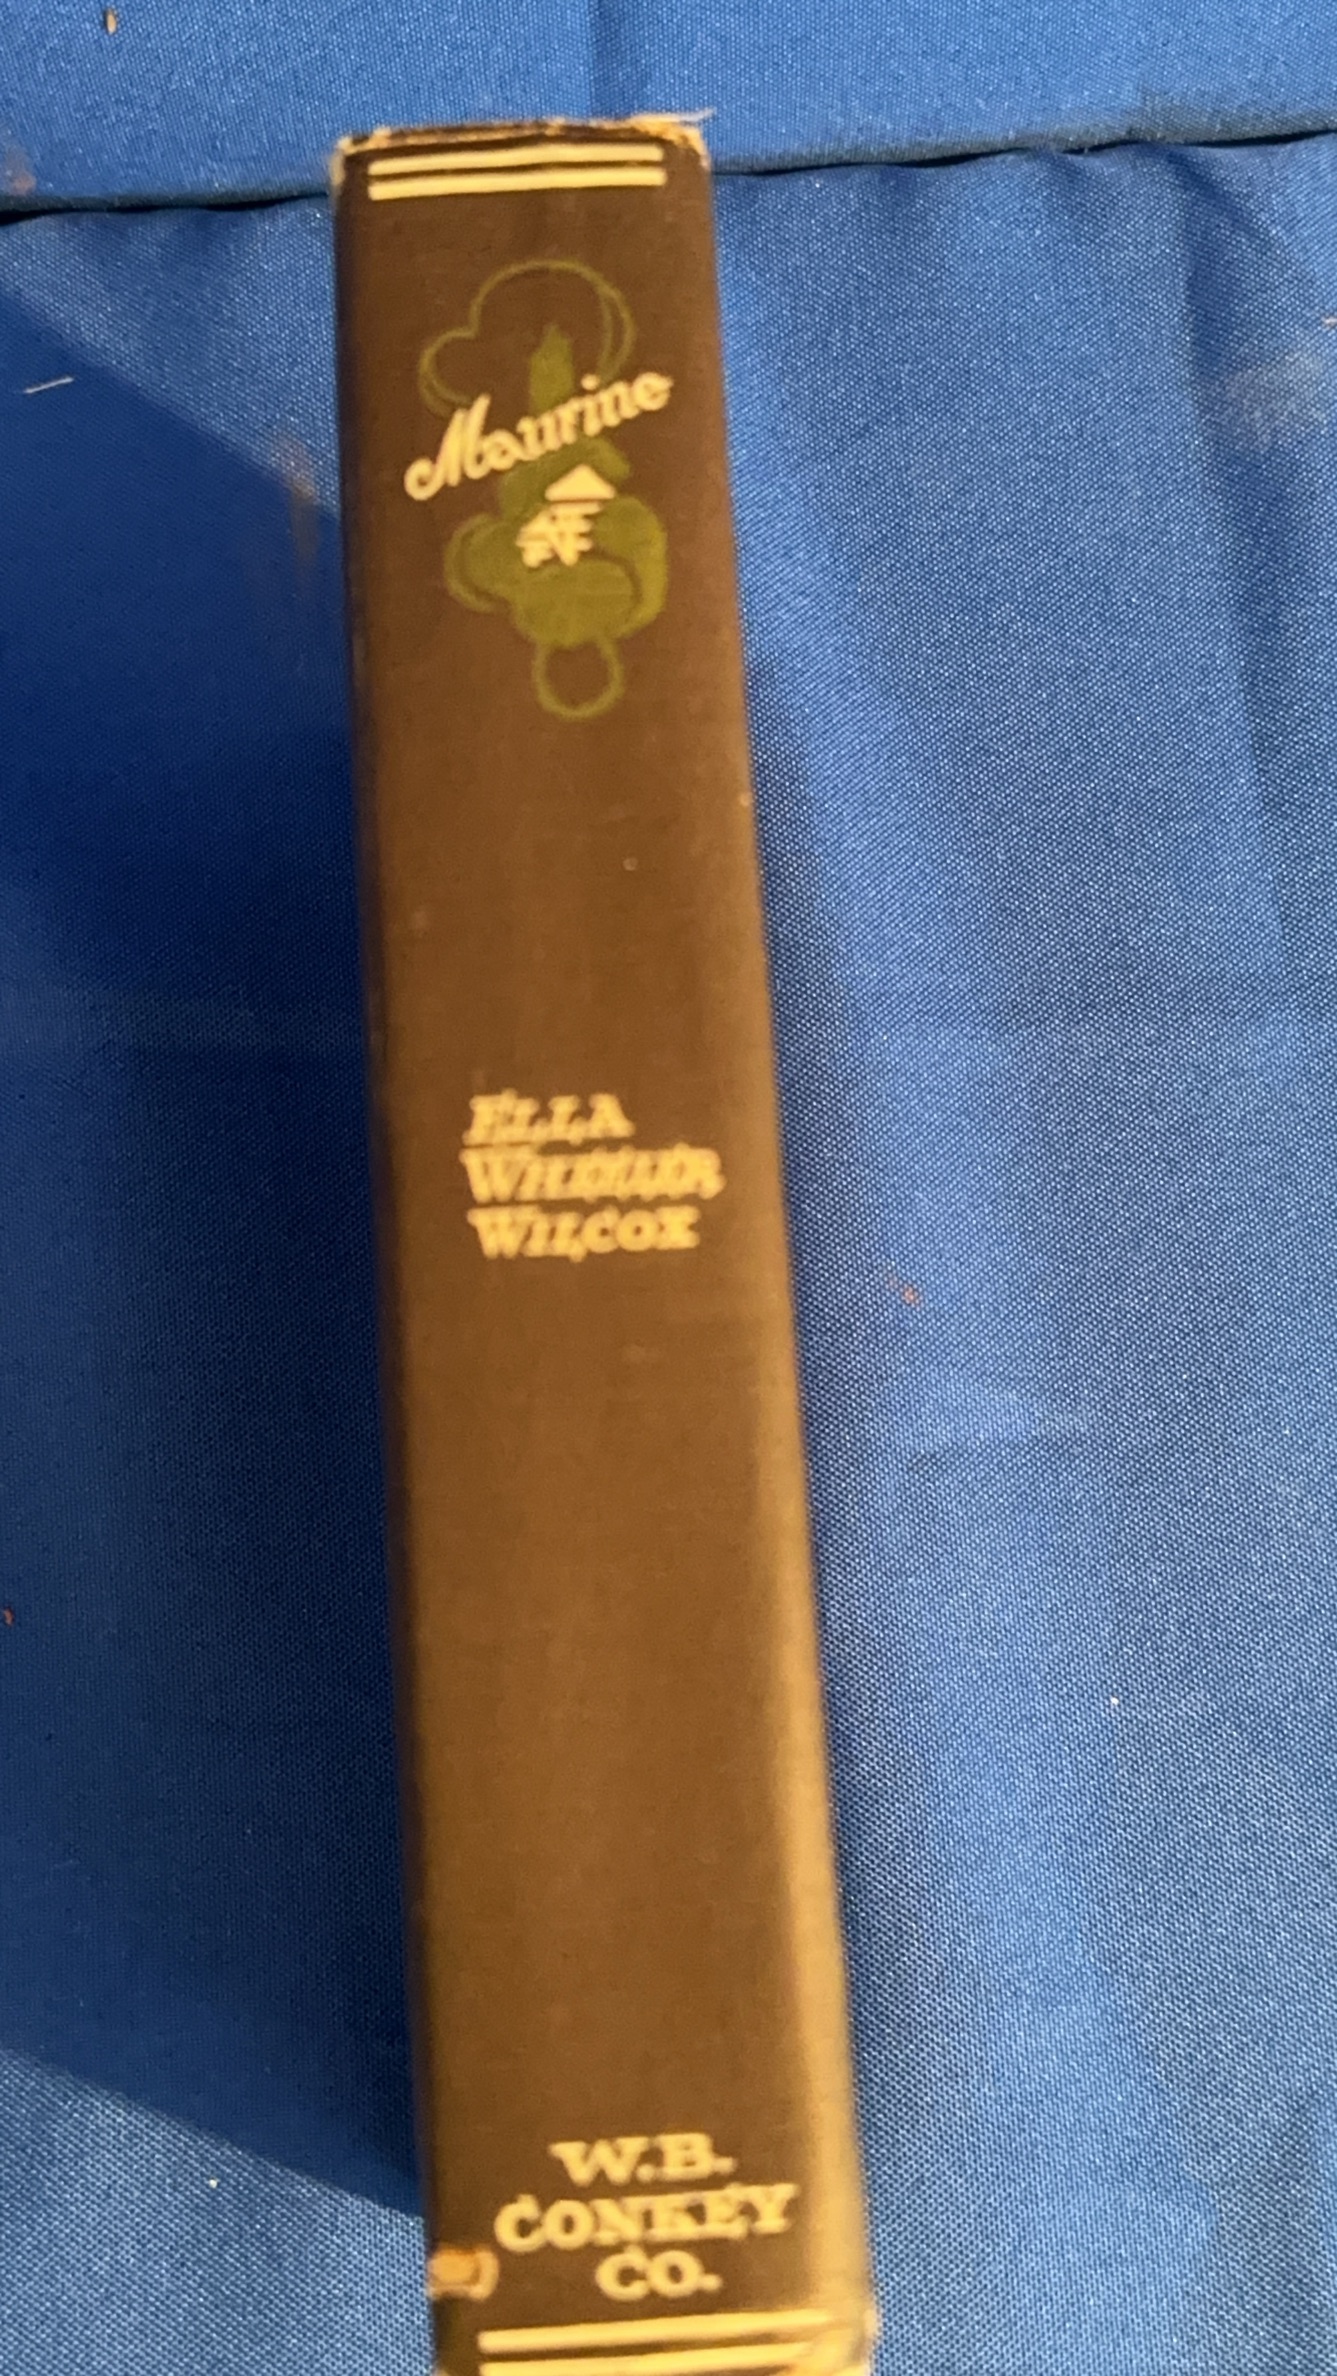 Maurine
ELLA
WHEELER
WILCOX
W.B.
CONKEY
CO.